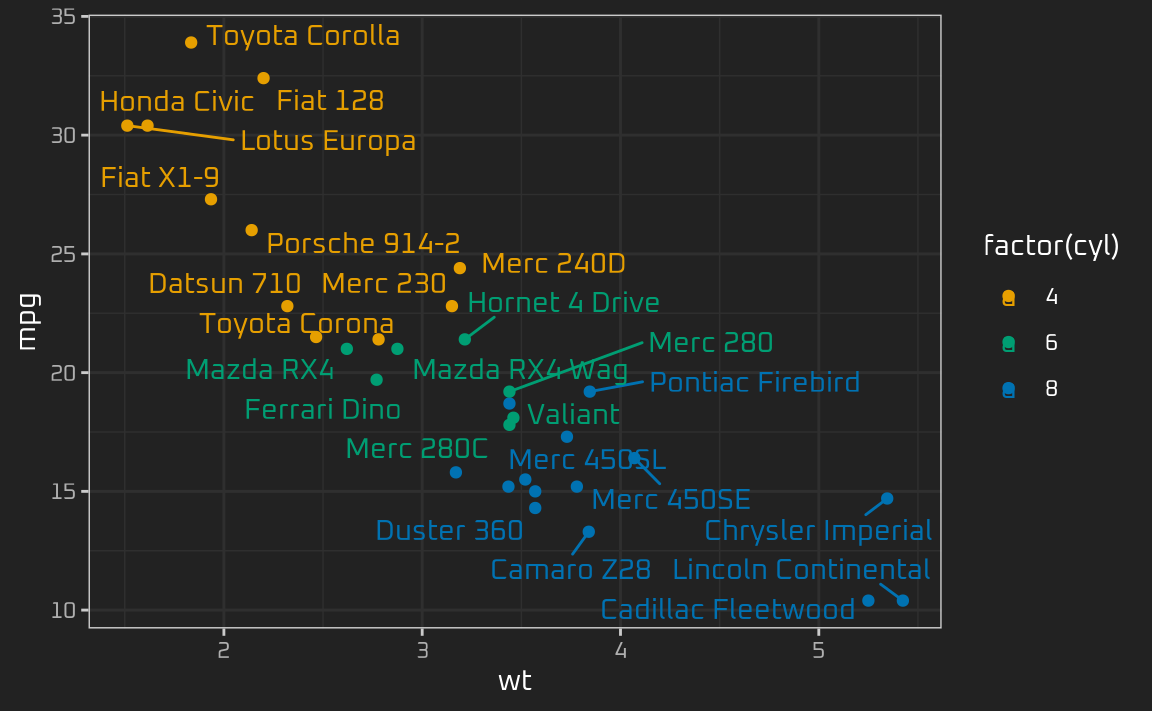 35
Toyota Corolla
Honda Civic
Fiat 128
30
Lotus Europa
Fiat X1-9
25
Porsche 914-2
Merc 240D
Datsun 710
Merc 230
Hornet 4 Drive
Toyota Corona
Merc 280
20
Mazda RX4
Mazda RX4 Wag
Pontiac Firebird
Ferrari Dino
Valiant
Merc 280C
Merc 450SL
15
Merc 450SE
Duster 360
Chrysler Imperial
Camaro Z28
Lincoln Continental
10
Cadillac Fleetwood
2
3
4
5
wt
mpg
factor(cyl)
a 4
a 6
a 8